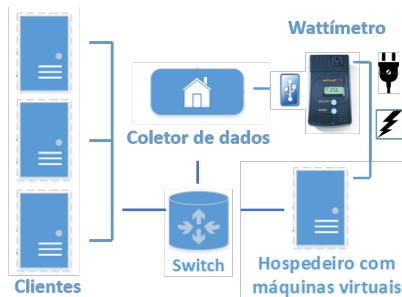 Wattímetro
Coletor de dados
Switch
Clientes
Hospedeiro com
máquinas virtuais